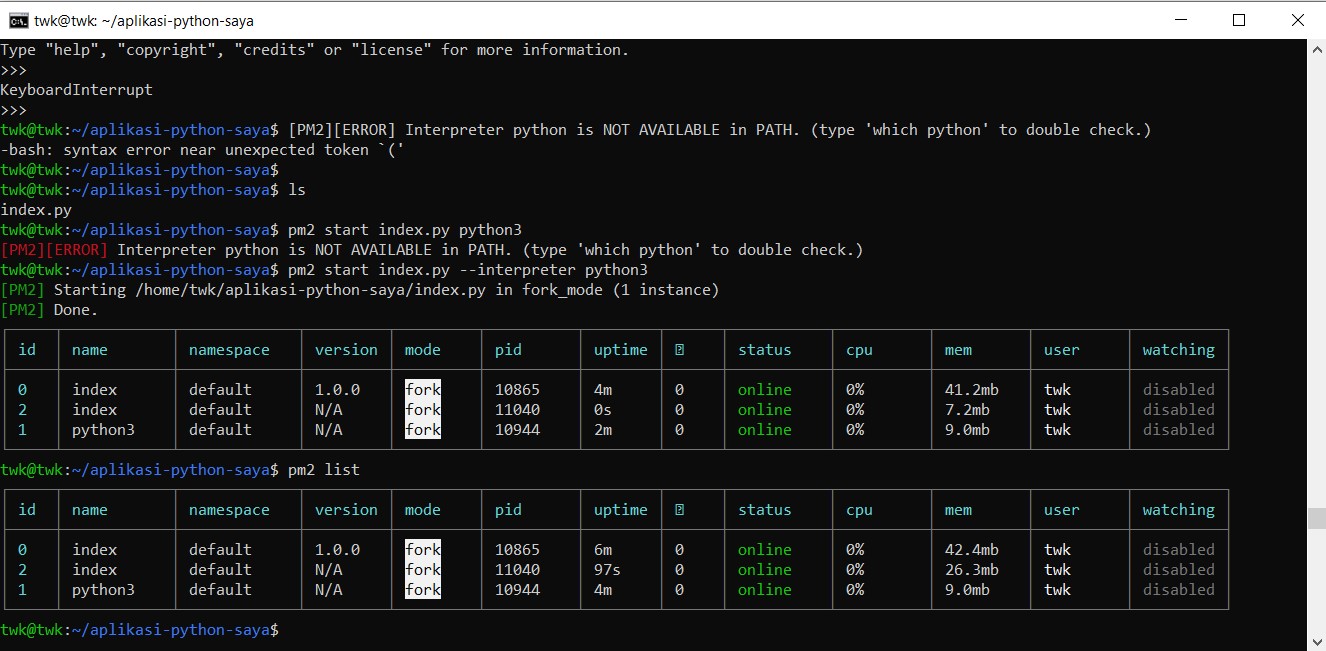 twk@twk: ~/aplikasi-python-saya
Type "help", "copyright", "credits" or "license" for more information.
>>>
KeyboardInterrupt
>>>
twk@twk:~/aplikasi-python-saya$ [PM2][ERROR] Interpreter python is NOT AVAILABLE in PATH. (type 'which python' to double check.)
-bash: syntax error near unexpected token `('
twk@twk:~/aplikasi-python-saya$
twk@twk:~/aplikasi-python-saya$ ls
index.py
twk@twk:~/aplikasi-python-saya$ pm2 start index.py python3
[PM2][ERROR] Interpreter python is NOT AVAILABLE in PATH. (type 'which python' to double check.)
twk@twk:~/aplikasi-python-saya$ pm2 start index.py --interpreter python3
[PM2] Starting /home/twk/aplikasi-python-saya/index.py in fork_mode (1 instance)
[PM2] Done.
id name namespace version mode pid uptime ⍰ status cpu mem user watching
0 index default 1.0.0 fork 10865 4m 0 online 0% 41.2mb twk disabled
2 index default N/A fork 11040 0s 0 online 0% 7.2mb twk disabled
1 python3 default N/A fork 10944 2m 0 online 0% 9.0mb twk disabled
twk@twk:~/aplikasi-python-saya$ pm2 list
id name namespace version mode pid uptime ⍰ status cpu mem user watching
0 index default 1.0.0 fork 10865 6m 0 online 0% 42.4mb twk disabled
2 index default N/A fork 11040 97s 0 online 0% 26.3mb twk disabled
1 python3 default N/A fork 10944 4m 0 online 0% 9.0mb twk disabled
twk@twk:~/aplikasi-python-saya$